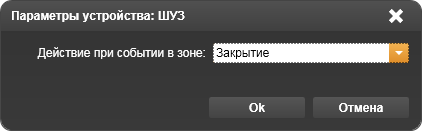 Параметры устройства: ШУЗ
Действие при событии в зоне: Закрытие
Ok Отмена